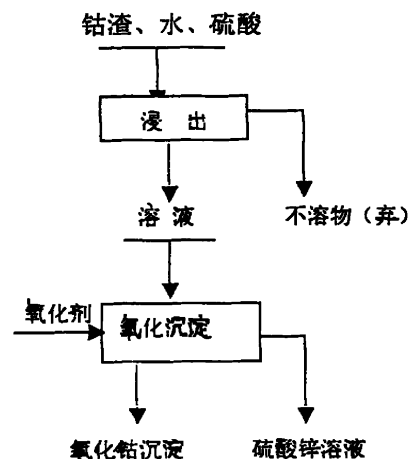 钴渣、水、硫酸
浸 出
溶 液
不溶物（弃）
氧化剂
氧化沉淀
氧化钴沉淀
硫酸锌溶液